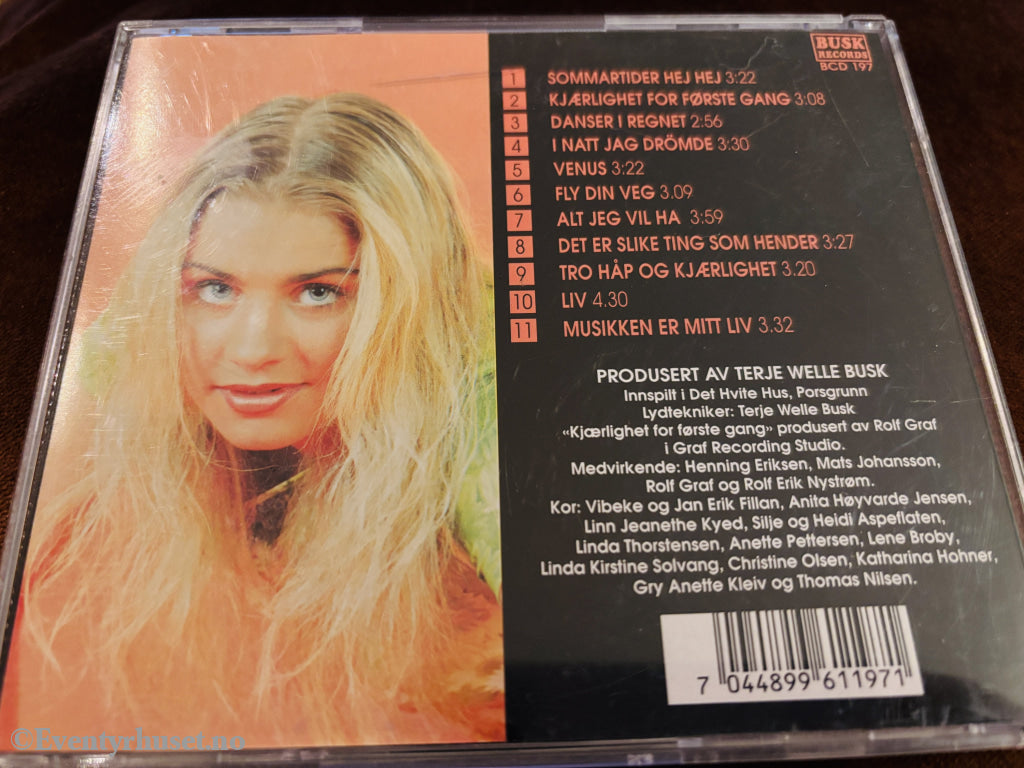 BUSK
RECORDS
BCD 197
1 SOMMARTIDER HEJ HEJ 3:22
2 KJÆRLIGHET FOR FØRSTE GANG 3:08
3 DANSER I REGNET 2:56
4 I NATT JAG DRÖMDE 3:30
5 VENUS 3:22
6 FLY DIN VEG 3.09
7 ALT JEG VIL HA 3:59
8 DET ER SLIKE TING SOM HENDER 3:27
9 TRO HÅP OG KJÆRLIGHET 3.20
10 LIV 4.30
11 MUSIKKEN ER MITT LIV 3.32
PRODUSERT AV TERJE WELLE BUSK
Innspilt i Det Hvite Hus, Porsgrunn
Lydtekniker: Terje Welle Busk
«Kjærlighet for første gang» produsert av Rolf Graf
i Graf Recording Studio.
Medvirkende: Henning Eriksen, Mats Johansson,
Rolf Graf og Rolf Erik Nystrøm.
Kor: Vibeke og Jan Erik Fillan, Anita Høyvarde Jensen,
Linn Jeanethe Kyed, Silje og Heidi Aspeflaten,
Linda Thorstensen, Anette Pettersen, Lene Broby,
Linda Kirstine Solvang, Christine Olsen, Katharina Hohner,
Gry Anette Kleiv og Thomas Nilsen.
7 044899 611971
©Eventyrhuset.no